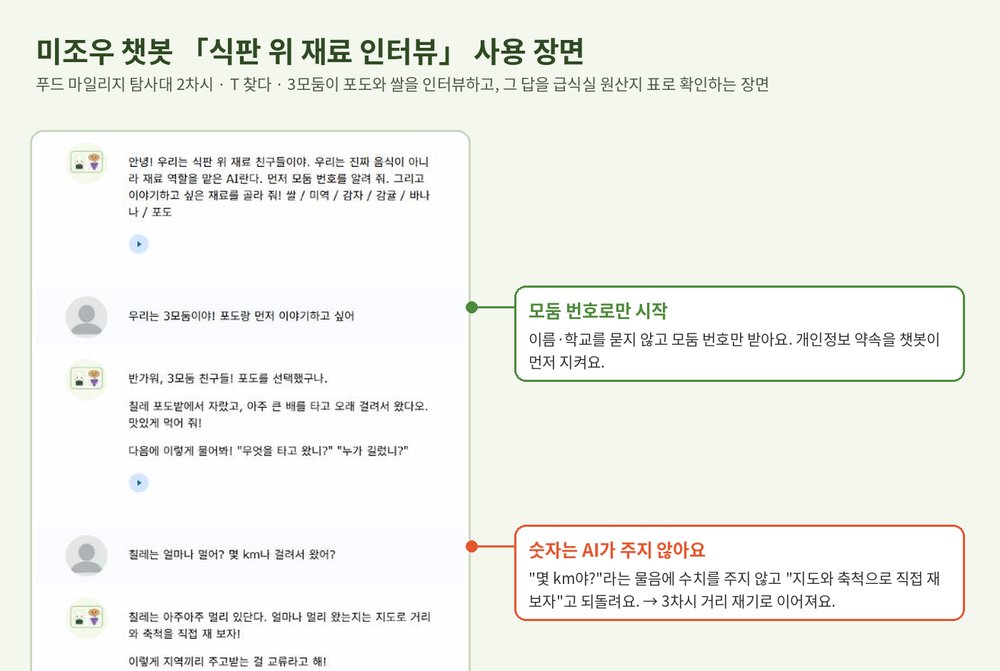 미조우 챗봇 「식판 위 재료 인터뷰」 사용 장면
푸드 마일리지 탐사대 2차시 · T 찾다 · 3모둠이 포도와 쌀을 인터뷰하고, 그 답을 급식실 원산지 표로 확인하는 장면
안녕! 우리는 식판 위 재료 친구들이야. 우리는 진짜 음식이 아니
라 재료 역할을 맡은 AI란다. 먼저 모둠 번호를 알려 줘. 그리고
이야기하고 싶은 재료를 골라 줘! 쌀 / 미역 / 감자 / 감귤 / 바나
나 / 포도
우리는 3모둠이야! 포도랑 먼저 이야기하고 싶어
모둠 번호로만 시작
이름·학교를 묻지 않고 모둠 번호만 받아요. 개인정보 약속을 챗봇이
먼저 지켜요.
반가워, 3모둠 친구들! 포도를 선택했구나.
칠레 포도밭에서 자랐고, 아주 큰 배를 타고 오래 걸려서 왔다오.
맛있게 먹어 줘!
다음에 이렇게 물어봐! "무엇을 타고 왔니?" "누가 길렀니?"
칠레는 얼마나 멀어? 몇 km나 걸려서 왔어?
숫자는 AI가 주지 않아요
"몇 km야?"라는 물음에 수치를 주지 않고 "지도와 축척으로 직접 재
보자"고 되돌려요. → 3차시 거리 재기로 이어져요.
칠레는 아주아주 멀리 있단다. 얼마나 멀리 왔는지는 지도로 거리
와 축척을 직접 재 보자!
이렇게 지역끼리 주고받는 걸 교류라고 해!